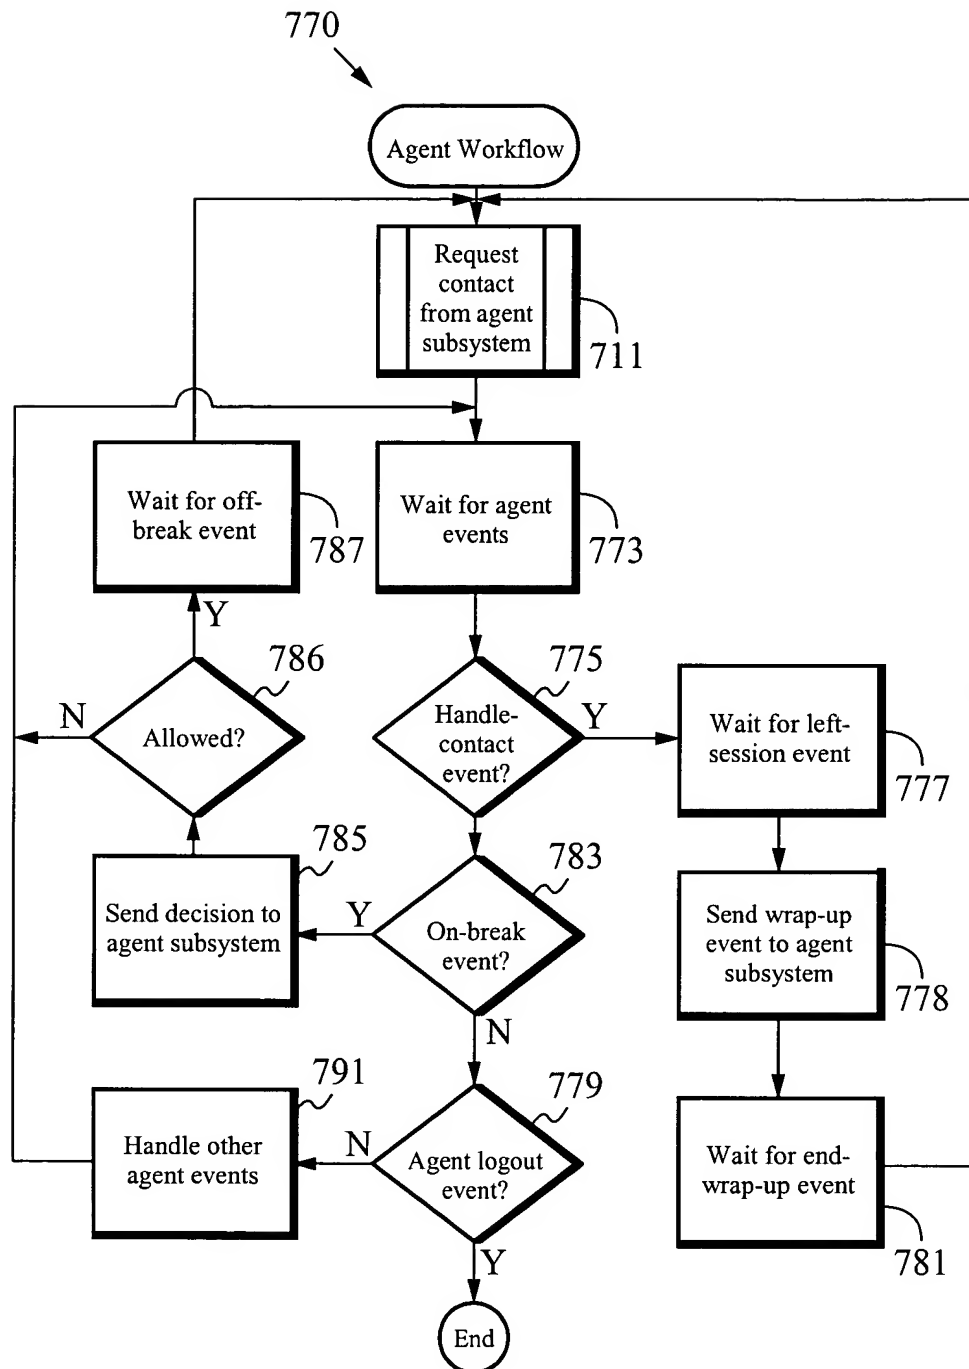 770
Agent Workflow
Request
contact
from agent
subsystem
711
Wait for off-
break event
787
Wait for agent
events
773
Y
786
Allowed?
N
775
Handle-
contact
event?
Y
Wait for left-
session event
777
785
Send decision to
agent subsystem
Y
783
On-break
event?
N
Send wrap-up
event to agent
subsystem
778
791
Handle other
agent events
N
779
Agent logout
event?
Y
Wait for end-
wrap-up event
781
End